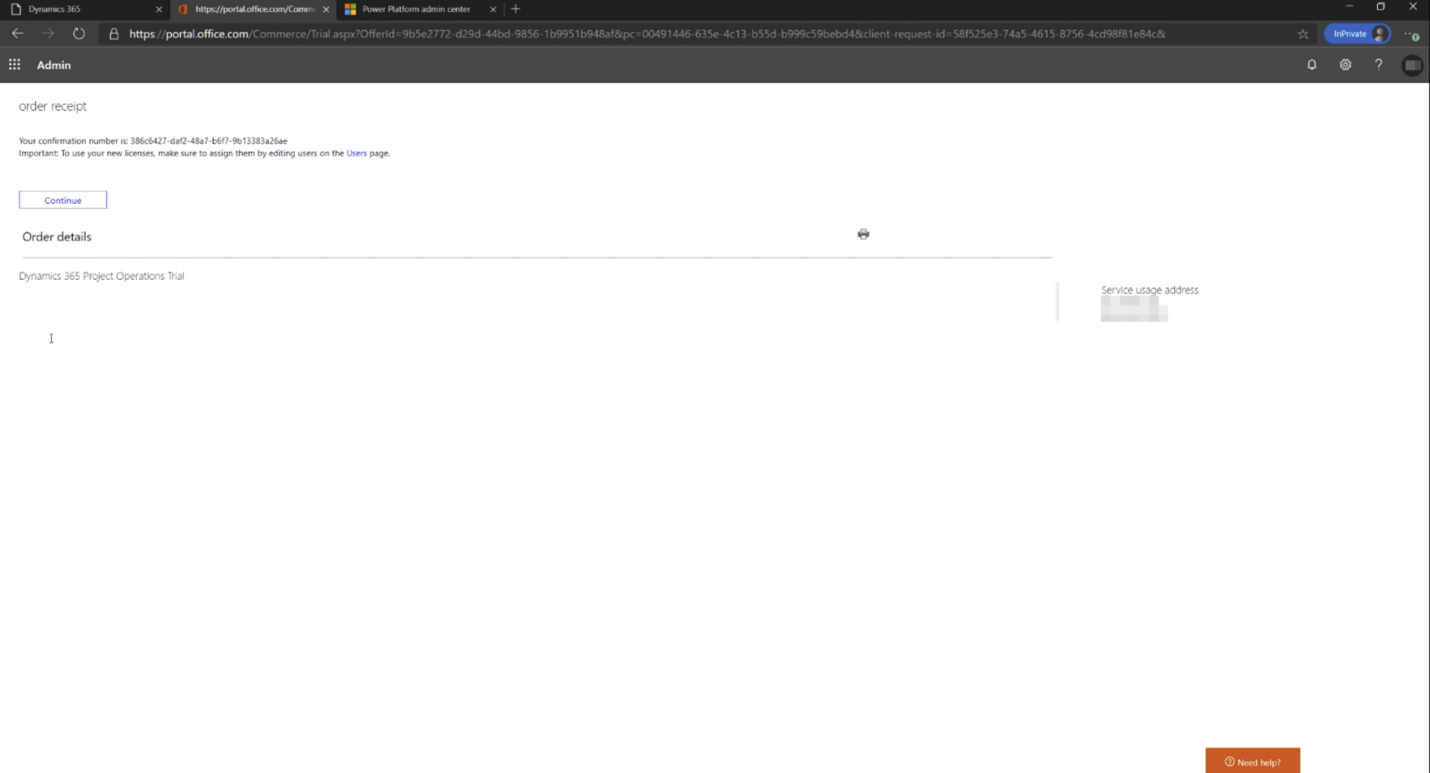 Dynamics 365
https://portal.office.com/Comme
Power Platform admin center
https://portal.office.com/Commerce/Trial.aspx?OfferId=9b5e2772-d29d-44bd-9856-1b9951b948af&pc=00491446-635e-4c13-b55d-b999c59bebd4&client-request-id=58f525e3-74a5-4615-8756-4cd98f81e84c&
InPrivate
Admin
order receipt
Your confirmation number is: 386c6427-daf2-48a7-b6f7-9b13383a26ae
Important: To use your new licenses, make sure to assign them by editing users on the Users page.
Continue
Order details
Dynamics 365 Project Operations Trial
Service usage address
Need help?